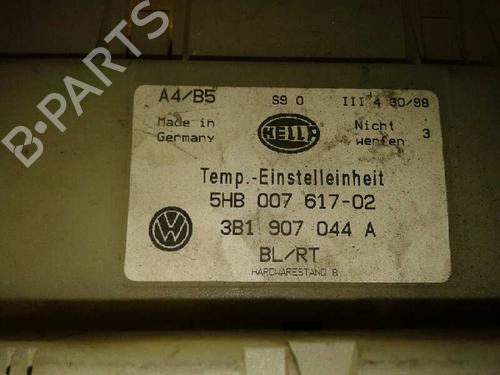 A4/B5 S9 0 III 4 30/98
Made in Germany HELLA Nicht werfen 3
Temp.-Einstelleinheit
5HB 007 617-02
3B1 907 044 A
BL/RT
HARDWARESTAND 8
B-PARTS